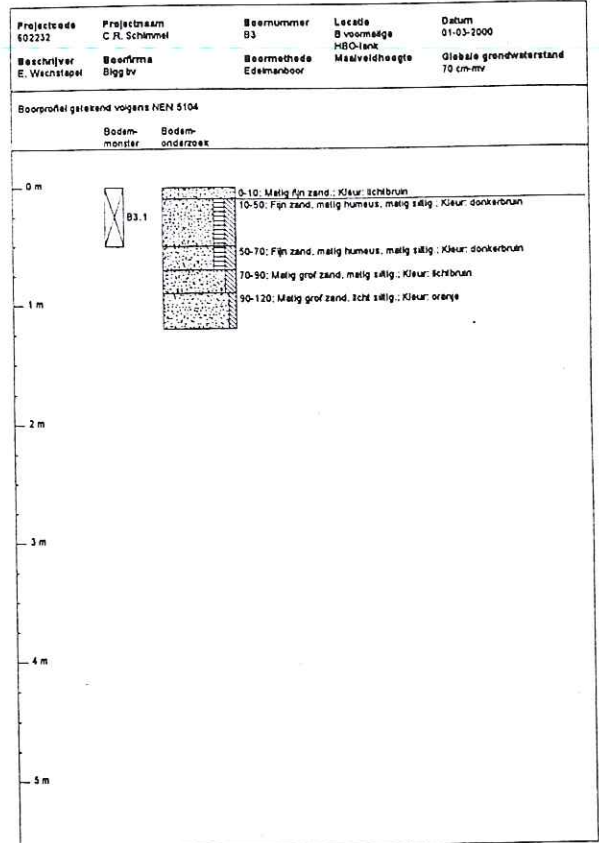 Projectcode Projectnaam Boornummer Locatie Datum
602232 C.R. Schimmel B3 B voormalige HBO-tank 01-03-2000
Beschrijver Boorfirma Boormethode Maaiveldhoogte Globale grondwaterstand
E. Wachstapel Bigg bv Edelmanboor 70 cm-mv
Boorprofiel getekend volgens NEN 5104
Bodem-monster Bodem-onderzoek
0 m
0-10; Matig fijn zand.; Kleur: lichtbruin
10-50; Fijn zand, matig humeus, matig siltig.; Kleur: donkerbruin
B3.1
50-70; Fijn zand, matig humeus, matig siltig.; Kleur: donkerbruin
70-90; Matig grof zand, matig siltig.; Kleur: lichtbruin
90-120; Matig grof zand, licht siltig.; Kleur: oranje
1 m
2 m
3 m
4 m
5 m